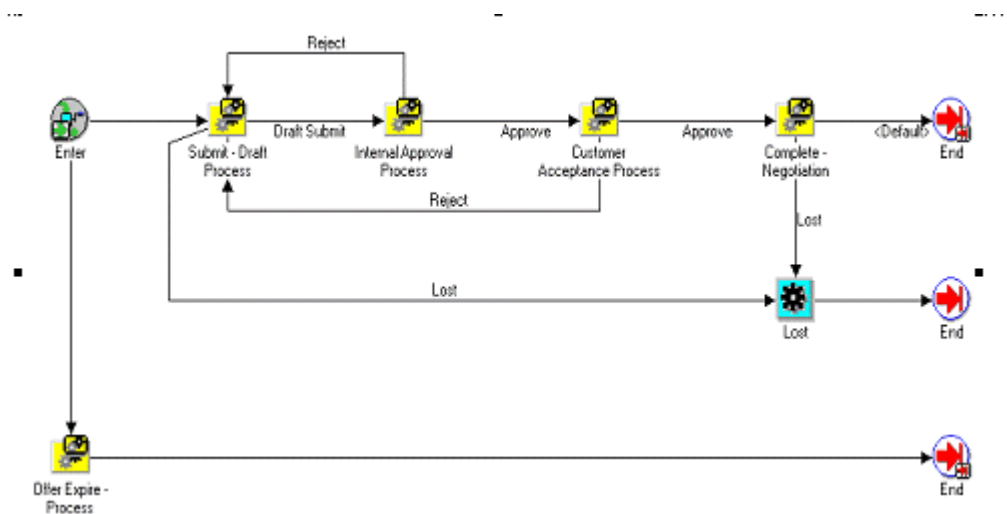 Reject
Enter
Draft Submit
Approve
Approve
<Default>
End
Submit - Draft
Process
Internal Approval
Process
Customer
Acceptance Process
Complete -
Negotiation
Reject
Lost
Lost
Lost
End
Offer Expire -
Process
End